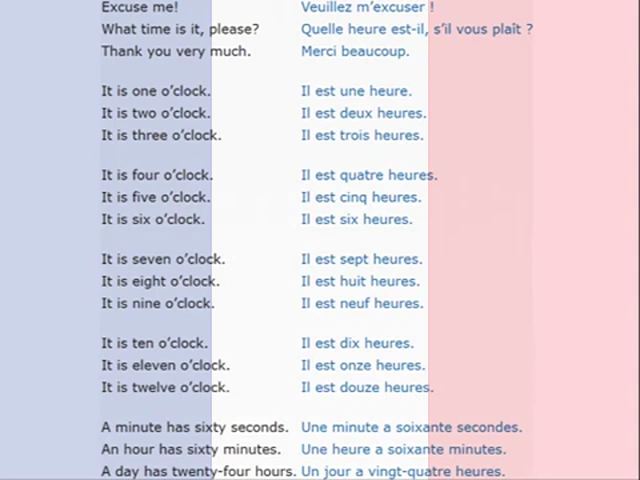 Excuse me! Veuillez m'excuser !
What time is it, please? Quelle heure est-il, s'il vous plaît ?
Thank you very much. Merci beaucoup.
It is one o'clock. Il est une heure.
It is two o'clock. Il est deux heures.
It is three o'clock. Il est trois heures.
It is four o'clock. Il est quatre heures.
It is five o'clock. Il est cinq heures.
It is six o'clock. Il est six heures.
It is seven o'clock. Il est sept heures.
It is eight o'clock. Il est huit heures.
It is nine o'clock. Il est neuf heures.
It is ten o'clock. Il est dix heures.
It is eleven o'clock. Il est onze heures.
It is twelve o'clock. Il est douze heures.
A minute has sixty seconds. Une minute a soixante secondes.
An hour has sixty minutes. Une heure a soixante minutes.
A day has twenty-four hours. Un jour a vingt-quatre heures.